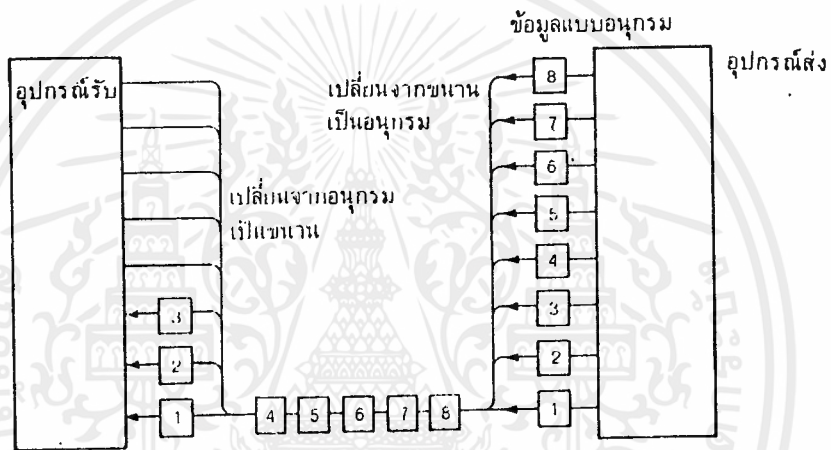 ข้อมูลแบบอนุกรม
อุปกรณ์ส่ง
อุปกรณ์รับ
เปลี่ยนจากขนาน
เป็นอนุกรม
เปลี่ยนจากอนุกรม
เป็นขนาน
8
7
6
5
4
3
2
1
3
2
1
4 5 6 7 8